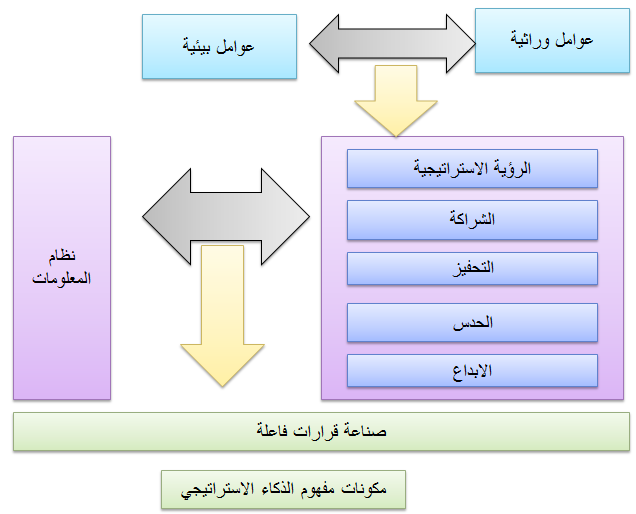 عوامل وراثية
عوامل بيئية
الرؤية الاستراتيجية
الشراكة
التحفيز
الحدس
الابداع
نظام
المعلومات
صناعة قرارات فاعلة
مكونات مفهوم الذكاء الاستراتيجي